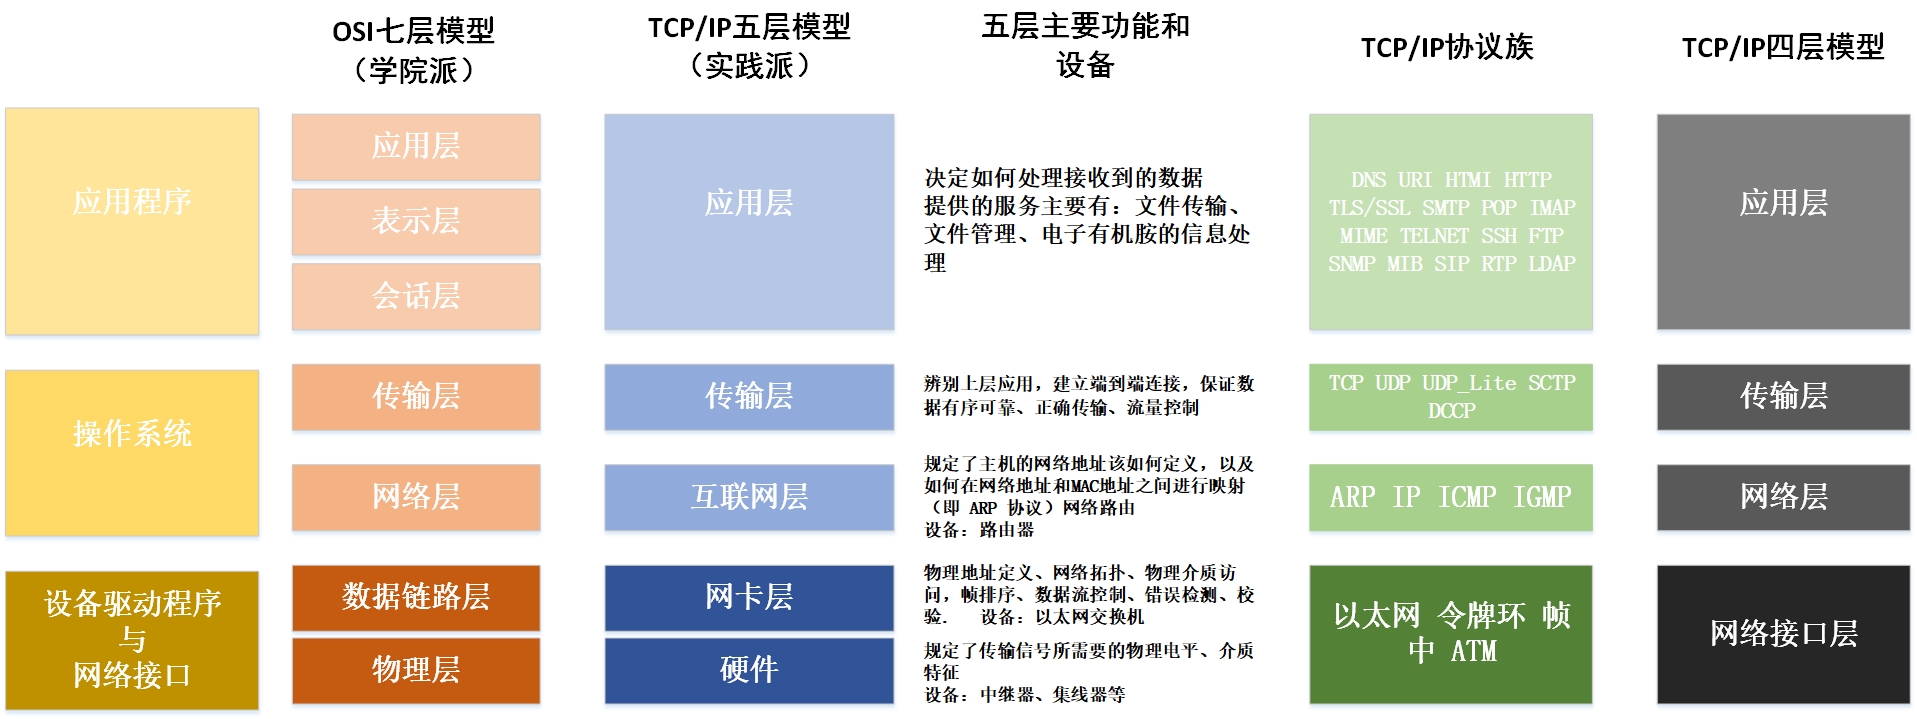 OSI七层模型
（学院派）
TCP/IP五层模型
（实践派）
五层主要功能和
设备
TCP/IP协议族
TCP/IP四层模型
应用程序
应用层
表示层
会话层
应用层
决定如何处理接收到的数据
提供的服务主要有：文件传输、
文件管理、电子有机胺的信息处
理
DNS URI HTMI HTTP
TLS/SSL SMTP POP IMAP
MIME TELNET SSH FTP
SNMP MIB SIP RTP LDAP
应用层
操作系统
传输层
传输层
辨别上层应用，建立端到端连接，保证数
据有序可靠、正确传输、流量控制
TCP UDP UDP_Lite SCTP
DCCP
传输层
网络层
互联网层
规定了主机的网络地址该如何定义，以及
如何在网络地址和MAC地址之间进行映射
（即 ARP 协议）网络路由
设备：路由器
ARP IP ICMP IGMP
网络层
设备驱动程序
与
网络接口
数据链路层
网卡层
物理地址定义、网络拓扑、物理介质访
问，帧排序、数据流控制、错误检测、校
验. 设备：以太网交换机
以太网 令牌环 帧
中 ATM
网络接口层
物理层
硬件
规定了传输信号所需要的物理电平、介质
特征
设备：中继器、集线器等